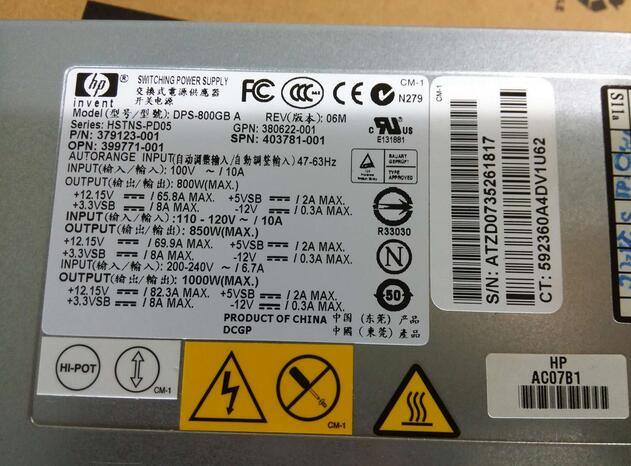 hp
invent
SWITCHING POWER SUPPLY
交換式電源供應器
开关电源
FC CCC CE N N279
CM-1
Model(型号/型號): DPS-800GB A REV(版本): 06M
Series: HSTNS-PD05 GPN: 380622-001
P/N: 379123-001 SPN: 403781-001
OPN: 399771-001
c UL us
E131881
AUTORANGE INPUT(自动调整输入/自動調整輸入) 47-63Hz
INPUT(输入/輸入): 100V ~ / 10A
OUTPUT(输出/輸出): 800W(MAX.)
+12.15V / 65.8A MAX. +5VSB / 2A MAX.
+3.3VSB / 8A MAX. -12V / 0.3A MAX.
INPUT(输入/輸入): 110 - 120V ~ / 10A
OUTPUT(输出/輸出): 850W(MAX.)
+12.15V / 69.9A MAX. +5VSB / 2A MAX.
+3.3VSB / 8A MAX. -12V / 0.3A MAX.
INPUT(输入/輸入): 200-240V ~ / 6.7A
OUTPUT(输出/輸出): 1000W(MAX.)
+12.15V / 82.3A MAX. +5VSB / 2A MAX.
+3.3VSB / 8A MAX. -12V / 0.3A MAX.
BAUART
GEPRÜFT
TYPE
APPROVED
R33030
N
50
PRODUCT OF CHINA 中国 (东莞) 产品
DCGP 中國 (東莞) 產品
CM-1
S/N: ATZD0735261817
CT: 592360A4DV1U62
HI-POT
CM-1
CM-1
HP
AC07B1